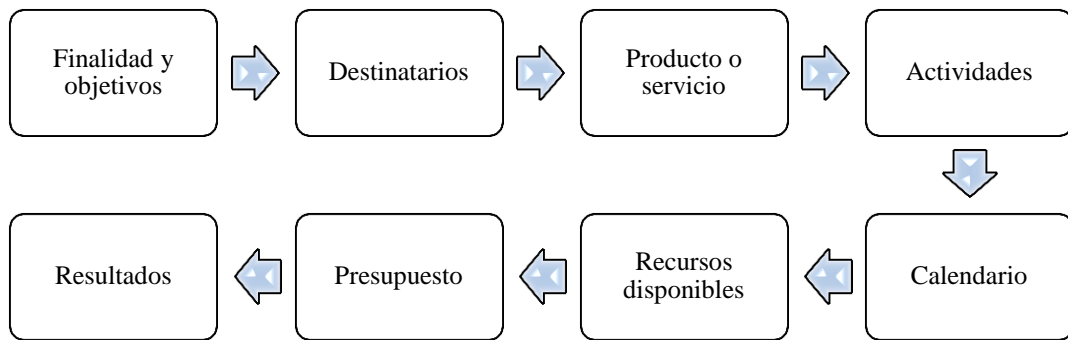 Finalidad y
objetivos
Destinatarios
Producto o
servicio
Actividades
Calendario
Recursos
disponibles
Presupuesto
Resultados